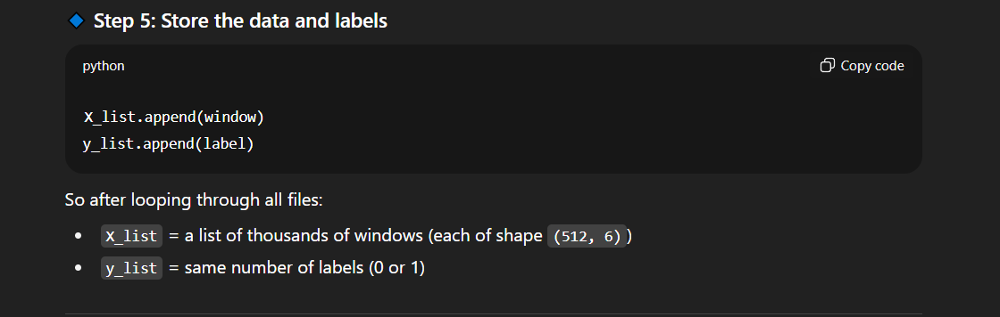 Step 5: Store the data and labels
python
Copy code
X_list.append(window)
y_list.append(label)
So after looping through all files:
• X_list = a list of thousands of windows (each of shape (512, 6))
• y_list = same number of labels (0 or 1)